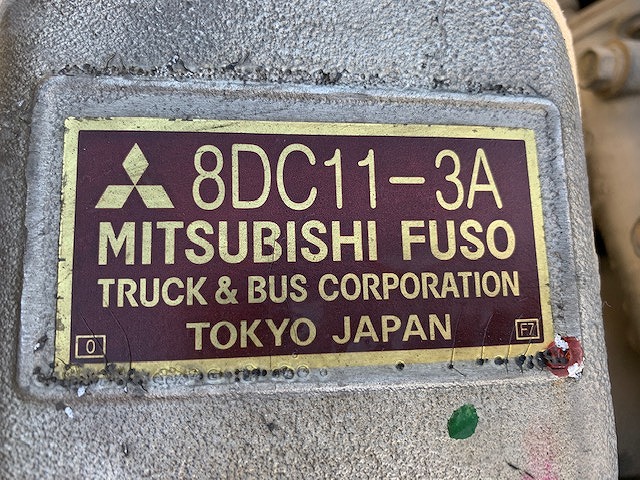 8DC11-3A
MITSUBISHI FUSO
TRUCK & BUS CORPORATION
TOKYO JAPAN
0
F7